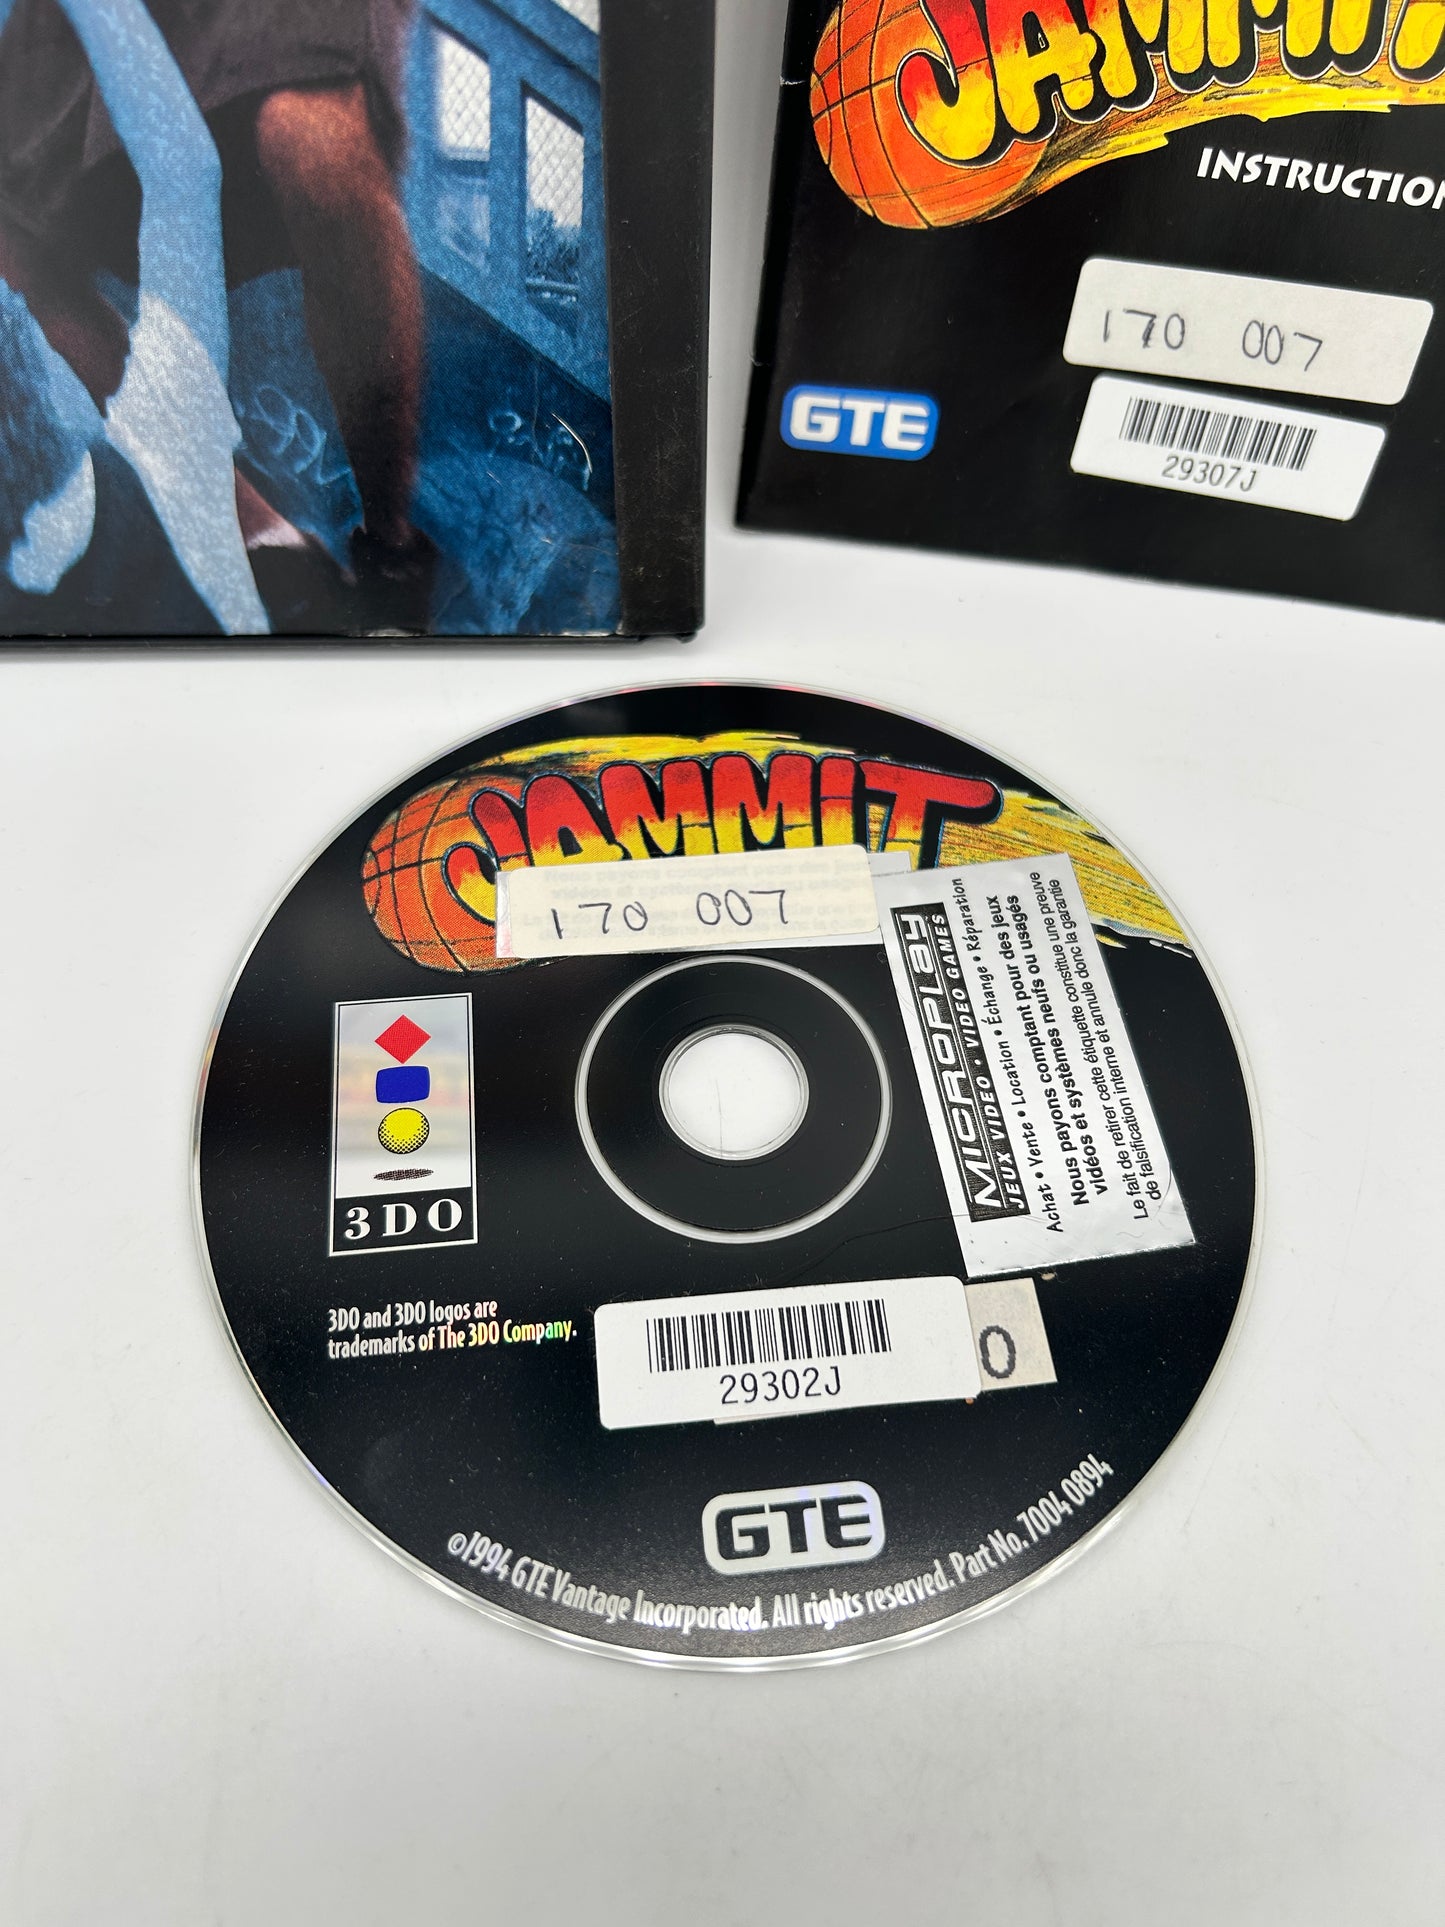 JAMMIT
INSTRUCTION
170 007
GTE
29307J
JAMMIT
170 007
MICROPLAY
JEUX VIDEO • VIDEO GAMES
Achat • Vente • Location • Échange • Réparation
Nous payons comptant pour des jeux
vidéos et systèmes neufs ou usagés
Le fait de retirer cette étiquette constitue une preuve
de falsification interne et annule donc la garantie
3DO
3DO and 3DO logos are
trademarks of The 3DO Company.
29302J
0
GTE
©1994 GTE Vantage Incorporated. All rights reserved. Part No. 7004 0894